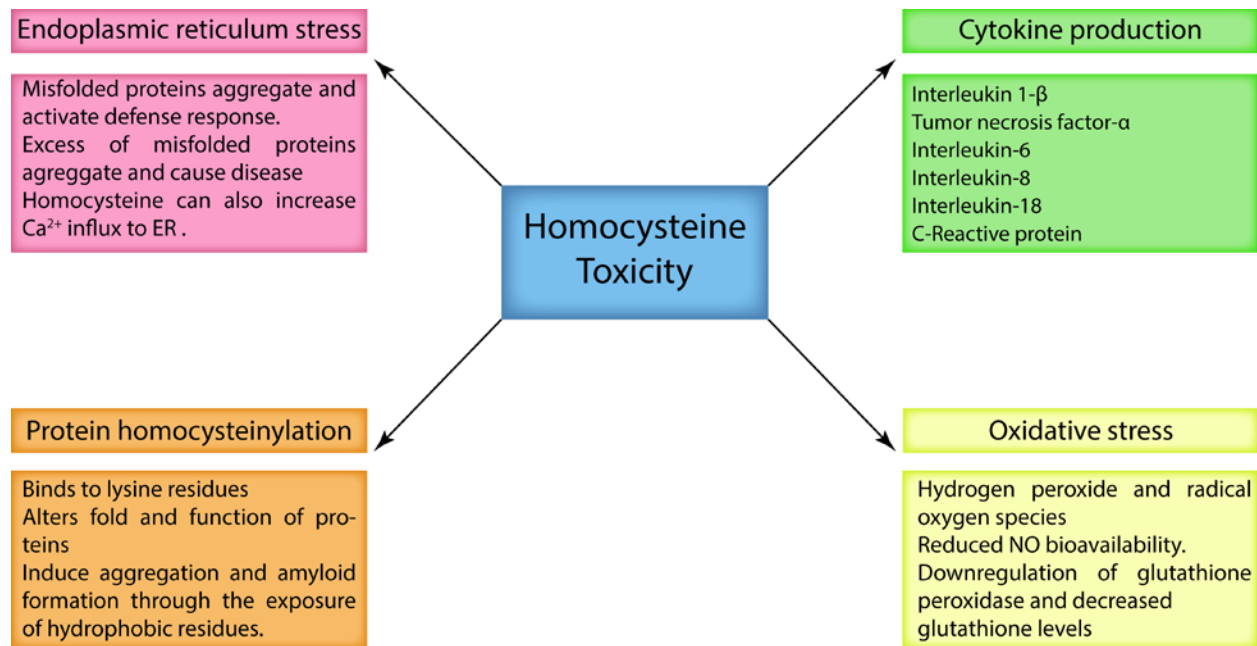 Endoplasmic reticulum stress
Misfolded proteins aggregate and
activate defense response.
Excess of misfolded proteins
agreggate and cause disease
Homocysteine can also increase
Ca²⁺ influx to ER .
Cytokine production
Interleukin 1-β
Tumor necrosis factor-α
Interleukin-6
Interleukin-8
Interleukin-18
C-Reactive protein
Homocysteine
Toxicity
Protein homocysteinylation
Binds to lysine residues
Alters fold and function of pro-
teins
Induce aggregation and amyloid
formation through the exposure
of hydrophobic residues.
Oxidative stress
Hydrogen peroxide and radical
oxygen species
Reduced NO bioavailability.
Downregulation of glutathione
peroxidase and decreased
glutathione levels